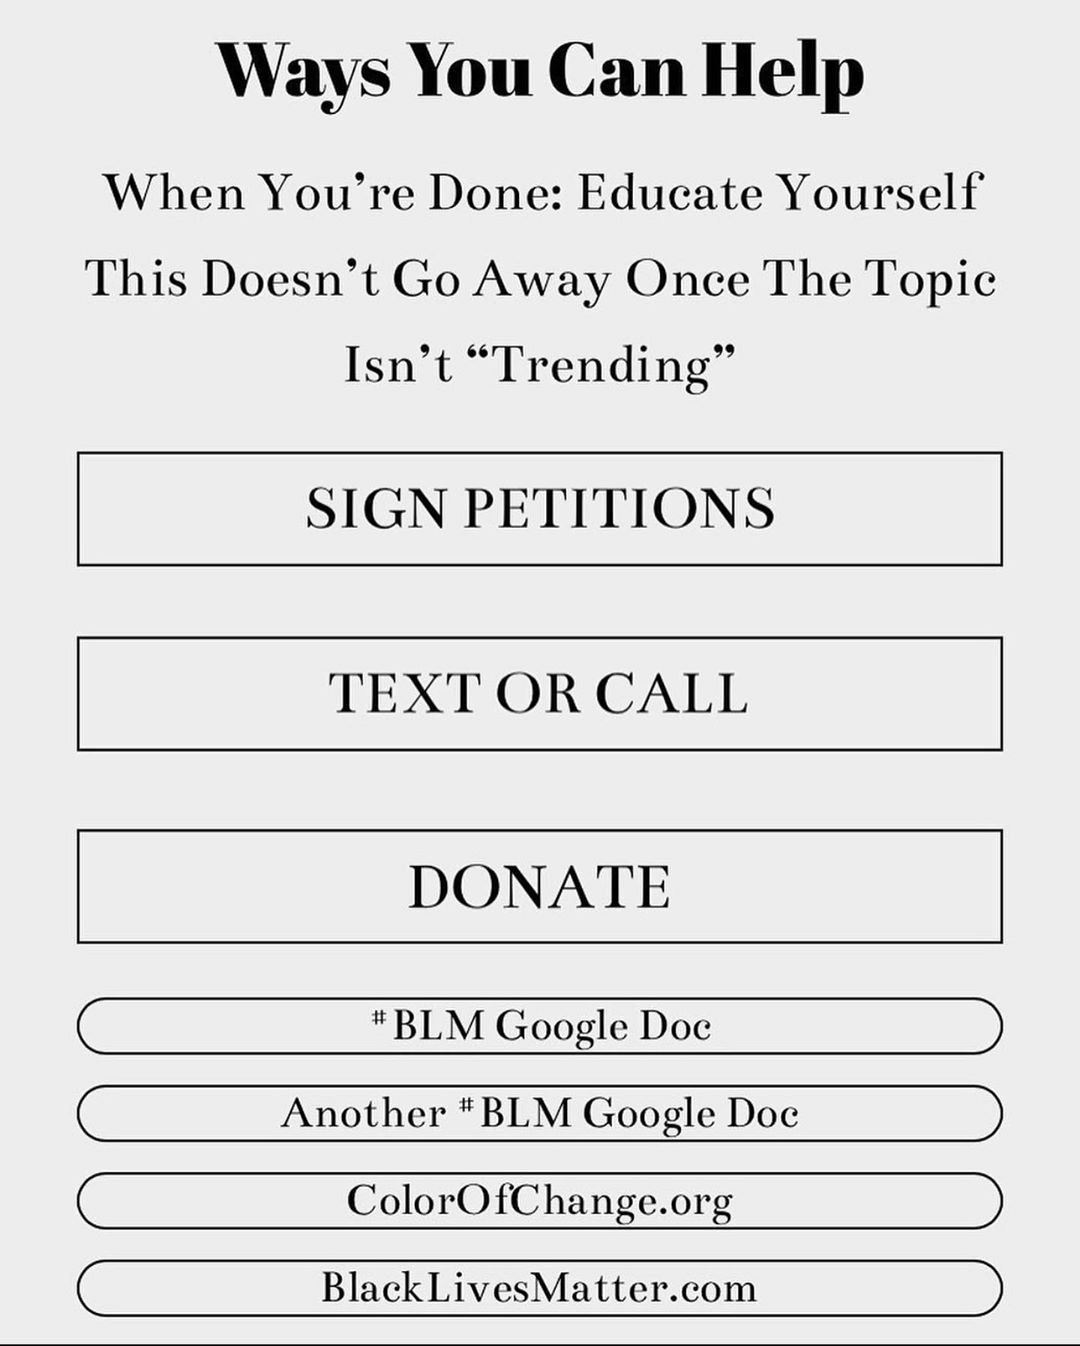 Ways You Can Help
When You’re Done: Educate Yourself
This Doesn’t Go Away Once The Topic
Isn’t “Trending”
SIGN PETITIONS
TEXT OR CALL
DONATE
#BLM Google Doc
Another #BLM Google Doc
ColorOfChange.org
BlackLivesMatter.com